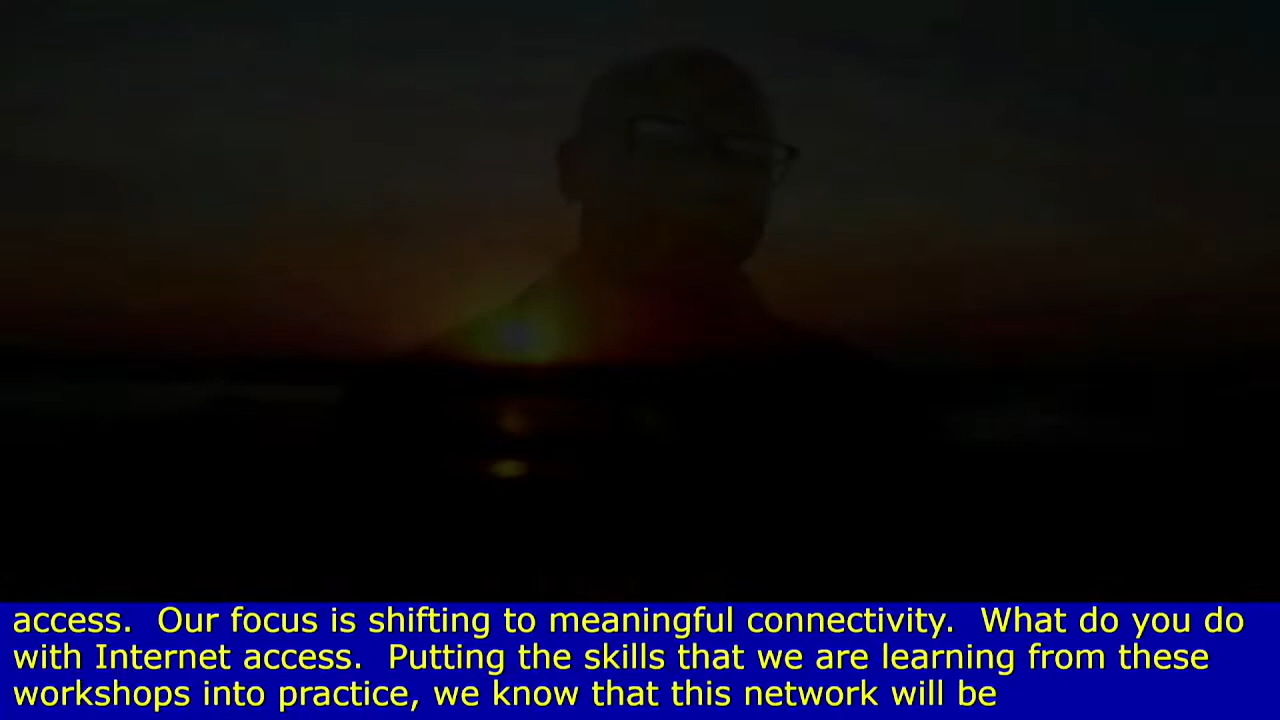 access.  Our focus is shifting to meaningful connectivity.  What do you do
with Internet access.  Putting the skills that we are learning from these
workshops into practice, we know that this network will be